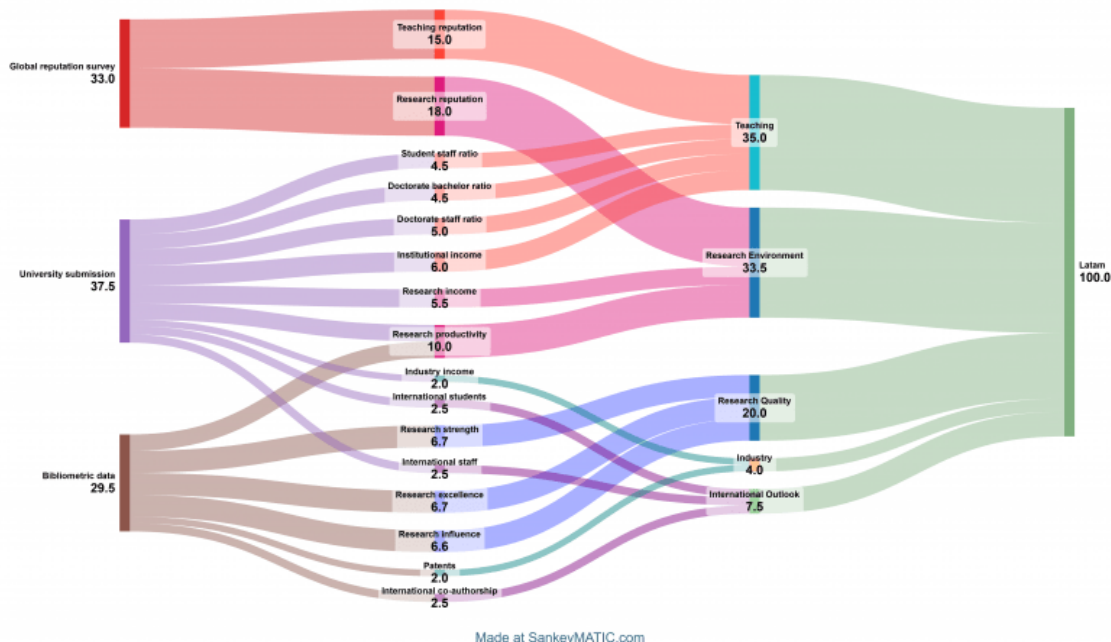 Global reputation survey
33.0
University submission
37.5
Bibliometric data
29.5
Teaching reputation
15.0
Research reputation
18.0
Student staff ratio
4.5
Doctorate bachelor ratio
4.5
Doctorate staff ratio
5.0
Institutional income
6.0
Research income
5.5
Research productivity
10.0
Industry income
2.0
International students
2.5
Research strength
6.7
International staff
2.5
Research excellence
6.7
Research influence
6.6
Patents
2.0
International co-authorship
2.5
Teaching
35.0
Research Environment
33.5
Research Quality
20.0
Industry
4.0
International Outlook
7.5
Latam
100.0
Made at SankeyMATIC.com